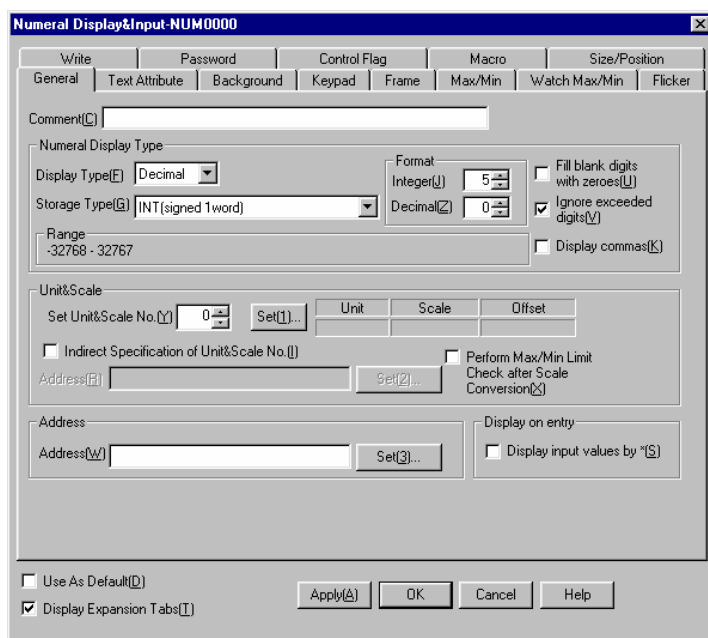 Numeral Display&Input-NUM0000
Write Password Control Flag Macro Size/Position
General Text Attribute Background Keypad Frame Max/Min Watch Max/Min Flicker
Comment(C)
Numeral Display Type
Display Type(F) Decimal
Storage Type(G) INT(signed 1word)
Format
Integer(J) 5
Decimal(Z) 0
Fill blank digits
with zeroes(U)
Ignore exceeded
digits(V)
Display commas(K)
Range
-32768 - 32767
Unit&Scale
Set Unit&Scale No.(Y) 0 Set(1)...
Unit Scale Offset
Indirect Specification of Unit&Scale No.(I)
Address(R) Set(2)...
Perform Max/Min Limit
Check after Scale
Conversion(X)
Address
Address(W) Set(3)...
Display on entry
Display input values by *(S)
Use As Default(D)
Display Expansion Tabs(T)
Apply(A) OK Cancel Help